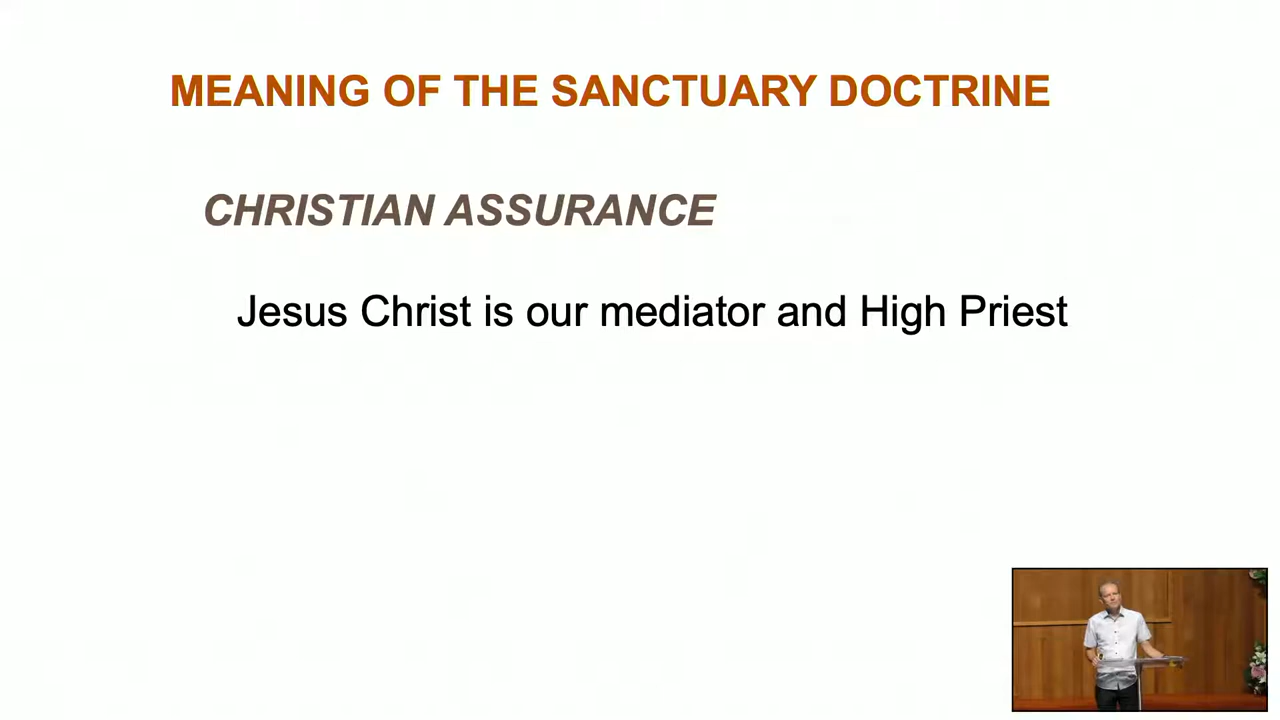 MEANING OF THE SANCTUARY DOCTRINE
CHRISTIAN ASSURANCE
Jesus Christ is our mediator and High Priest